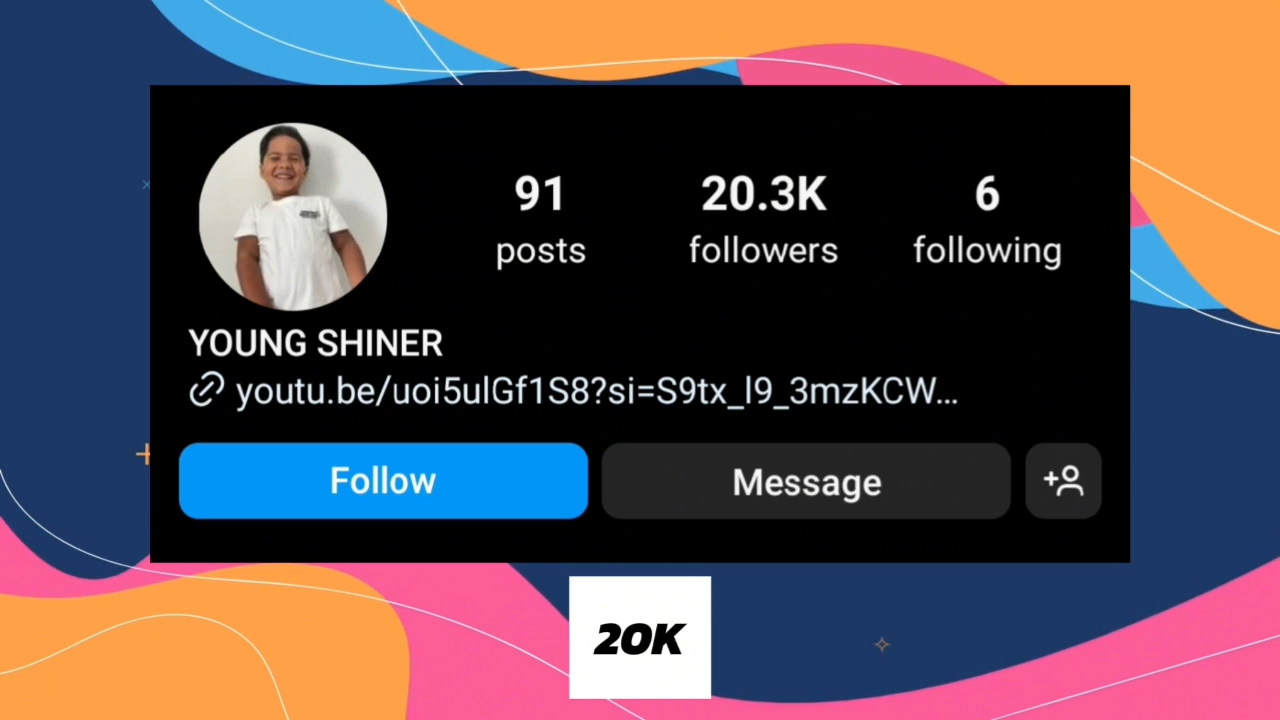 91 20.3K 6
posts followers following
YOUNG SHINER
youtu.be/uoi5ulGf1S8?si=S9tx_l9_3mzKCW...
Follow Message
20K